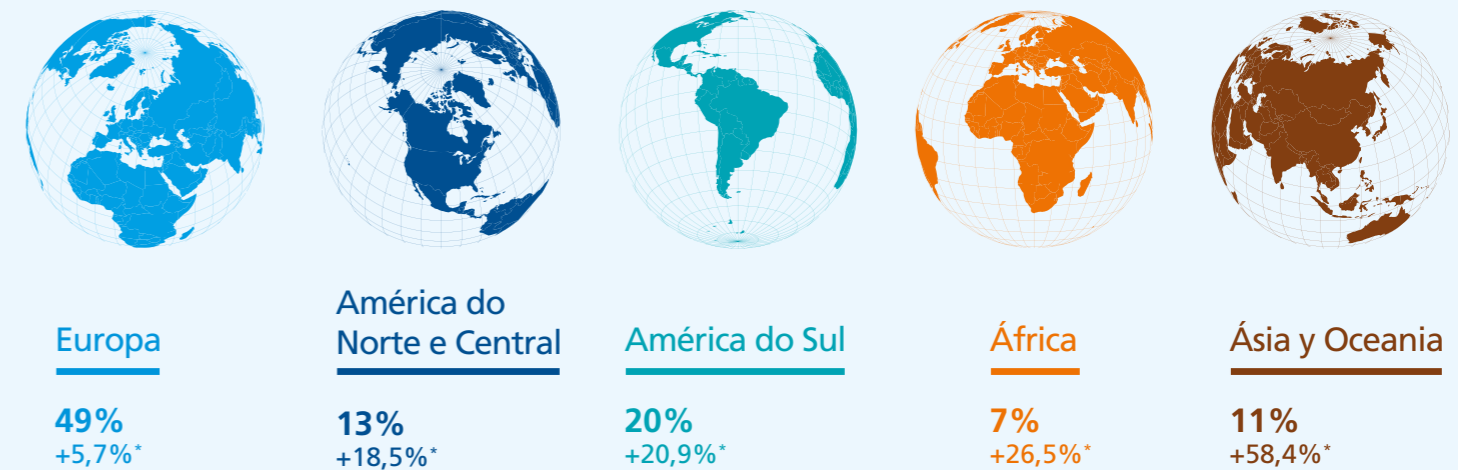 Europa
49%
+5,7%*
América do
Norte e Central
13%
+18,5%*
América do Sul
20%
+20,9%*
África
7%
+26,5%*
Ásia y Oceania
11%
+58,4%*